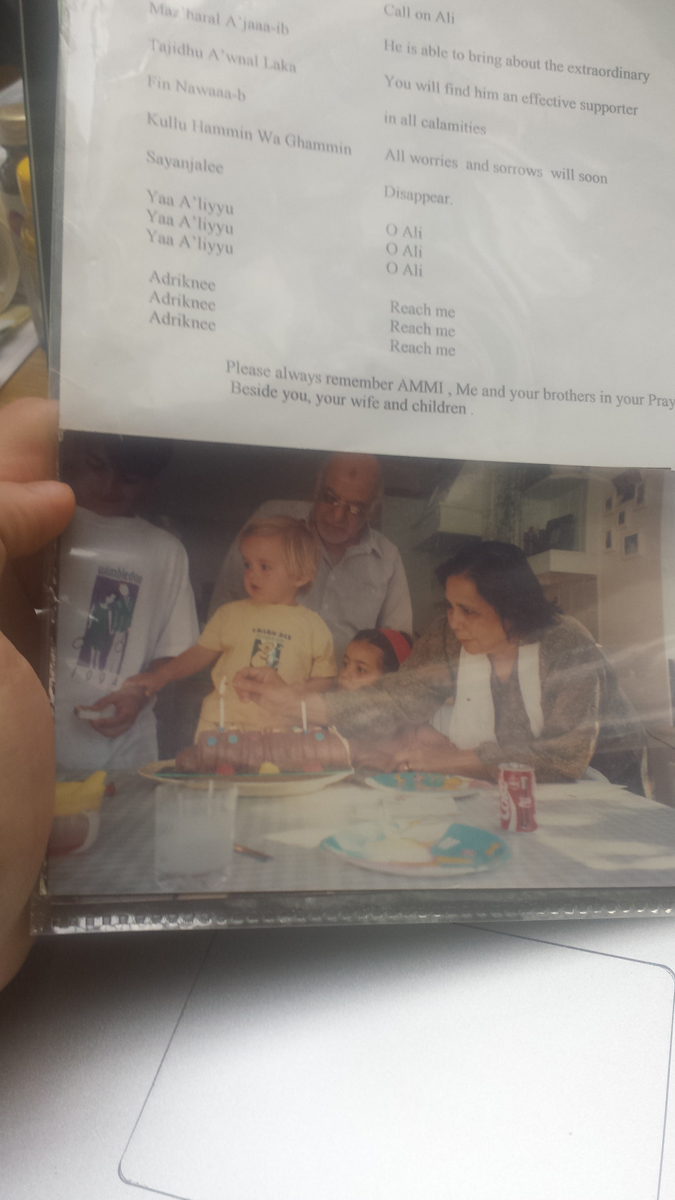 Maz'haral A'jaaa-ib Call on Ali
Tajidhu A'wnal Laka He is able to bring about the extraordinary
Fin Nawaaa-b You will find him an effective supporter
Kullu Hammin Wa Ghammin in all calamities
Sayanjalee All worries and sorrows will soon
Disappear.
Yaa A'liyyu O Ali
Yaa A'liyyu O Ali
Yaa A'liyyu O Ali
Adriknee Reach me
Adriknee Reach me
Adriknee Reach me
Please always remember AMMI , Me and your brothers in your Pray
Beside you, your wife and children .